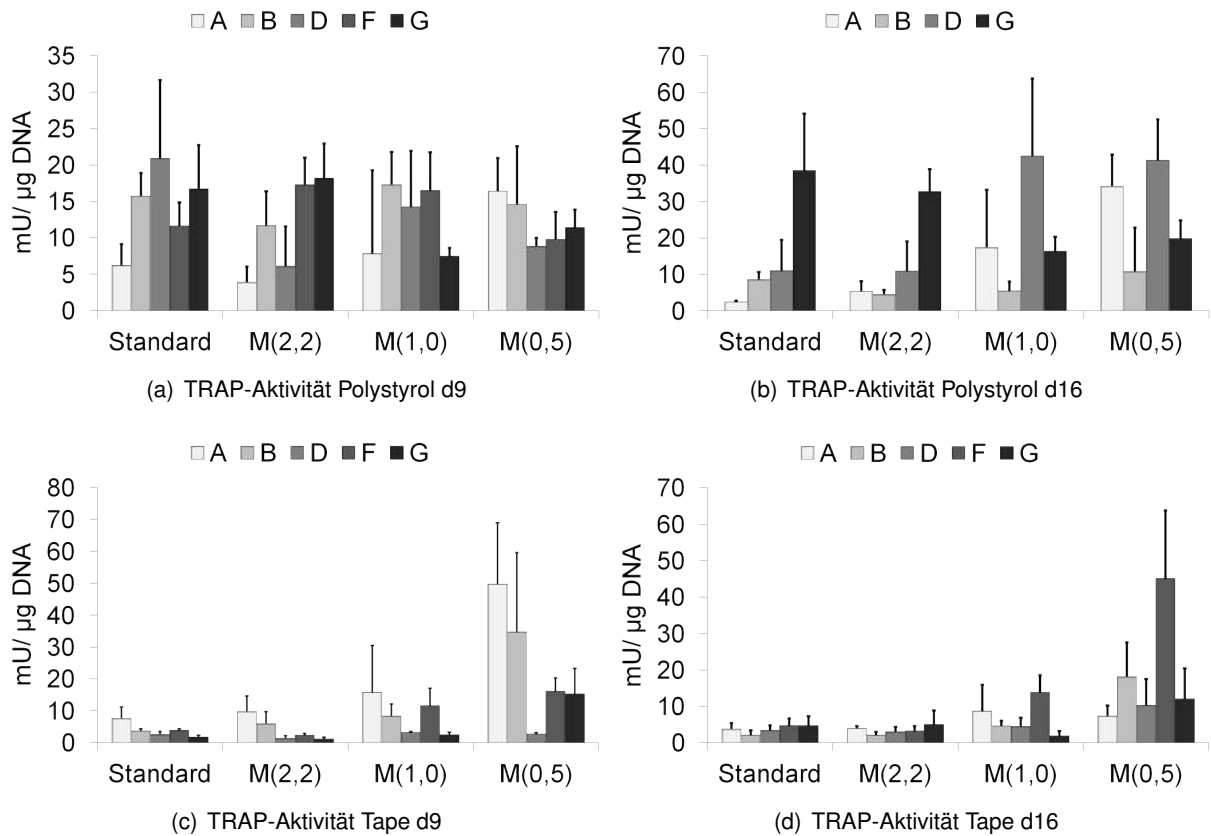 A B D F G
mU/ µg DNA
35
30
25
20
15
10
5
0
Standard M(2,2) M(1,0) M(0,5)
(a) TRAP-Aktivität Polystyrol d9
A B D F G
mU/ µg DNA
70
60
50
40
30
20
10
0
Standard M(2,2) M(1,0) M(0,5)
(b) TRAP-Aktivität Polystyrol d16
A B D F G
mU/ µg DNA
80
70
60
50
40
30
20
10
0
Standard M(2,2) M(1,0) M(0,5)
(c) TRAP-Aktivität Tape d9
A B D F G
mU/ µg DNA
70
60
50
40
30
20
10
0
Standard M(2,2) M(1,0) M(0,5)
(d) TRAP-Aktivität Tape d16